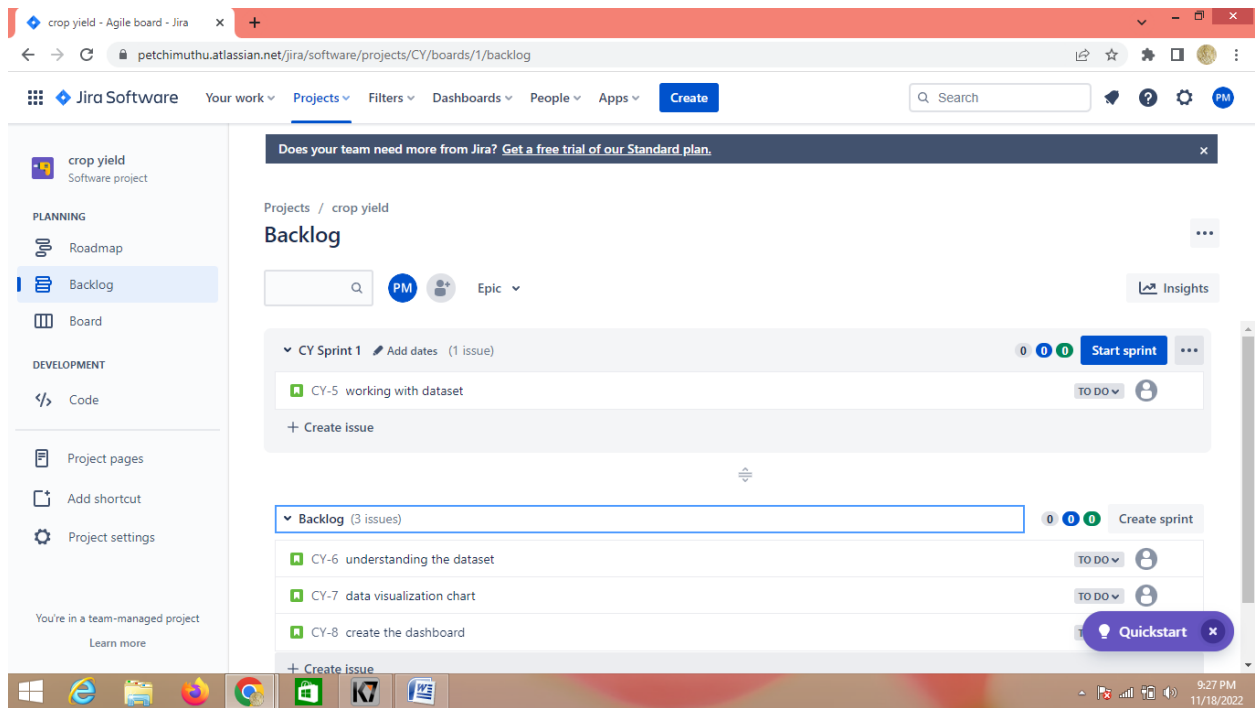 crop yield - Agile board - Jira
petchimuthu.atlassian.net/jira/software/projects/CY/boards/1/backlog
Jira Software Your work Projects Filters Dashboards People Apps Create Search PM
Does your team need more from Jira? Get a free trial of our Standard plan.
crop yield
Software project
PLANNING
Roadmap
Backlog
Board
DEVELOPMENT
Code
Project pages
Add shortcut
Project settings
You're in a team-managed project
Learn more
Projects / crop yield
Backlog
PM Epic Insights
CY Sprint 1 Add dates (1 issue) 0 0 0 Start sprint
CY-5 working with dataset TO DO
+ Create issue
Backlog (3 issues) 0 0 0 Create sprint
CY-6 understanding the dataset TO DO
CY-7 data visualization chart TO DO
CY-8 create the dashboard
Quickstart
+ Create issue
K7
9:27 PM
11/18/2022